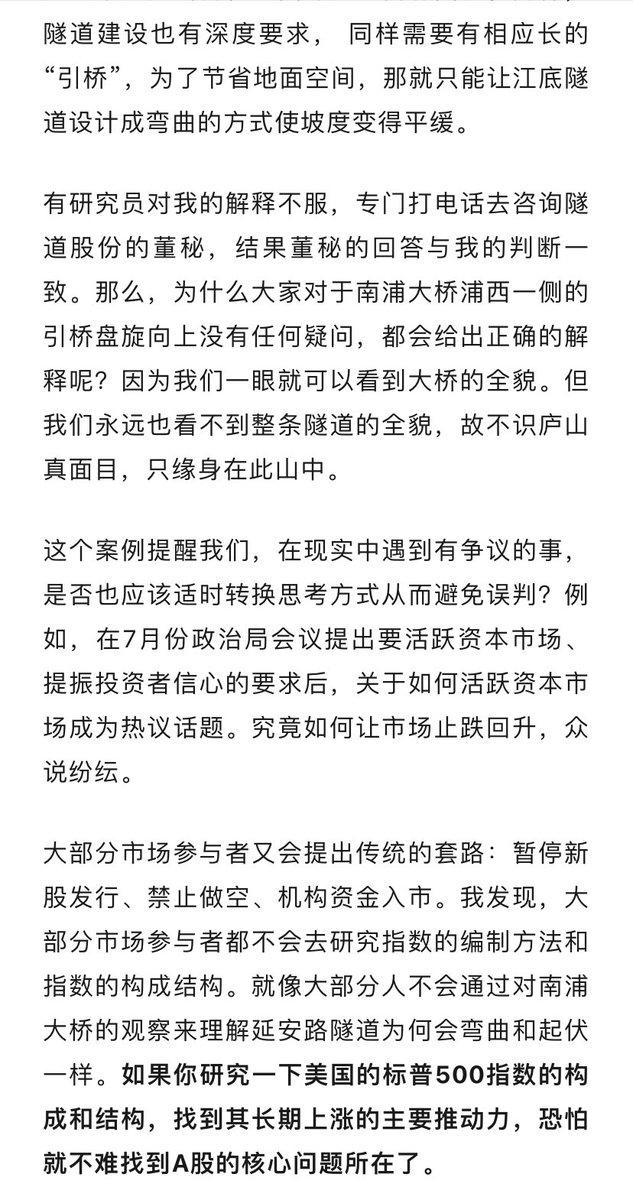 隧道建设也有深度要求， 同样需要有相应长的
“引桥”，为了节省地面空间，那就只能让江底隧
道设计成弯曲的方式使坡度变得平缓。
有研究员对我的解释不服，专门打电话去咨询隧
道股份的董秘，结果董秘的回答与我的判断一
致。那么，为什么大家对于南浦大桥浦西一侧的
引桥盘旋向上没有任何疑问，都会给出正确的解
释呢？因为我们一眼就可以看到大桥的全貌。但
我们永远也看不到整条隧道的全貌，故不识庐山
真面目，只缘身在此山中。
这个案例提醒我们，在现实中遇到有争议的事，
是否也应该适时转换思考方式从而避免误判？例
如，在7月份政治局会议提出要活跃资本市场、
提振投资者信心的要求后，关于如何活跃资本市
场成为热议话题。究竟如何让市场止跌回升，众
说纷纭。
大部分市场参与者又会提出传统的套路：暂停新
股发行、禁止做空、机构资金入市。我发现，大
部分市场参与者都不会去研究指数的编制方法和
指数的构成结构。就像大部分人不会通过对南浦
大桥的观察来理解延安路隧道为何会弯曲和起伏
一样。如果你研究一下美国的标普500指数的构
成和结构，找到其长期上涨的主要推动力，恐怕
就不难找到A股的核心问题所在了。